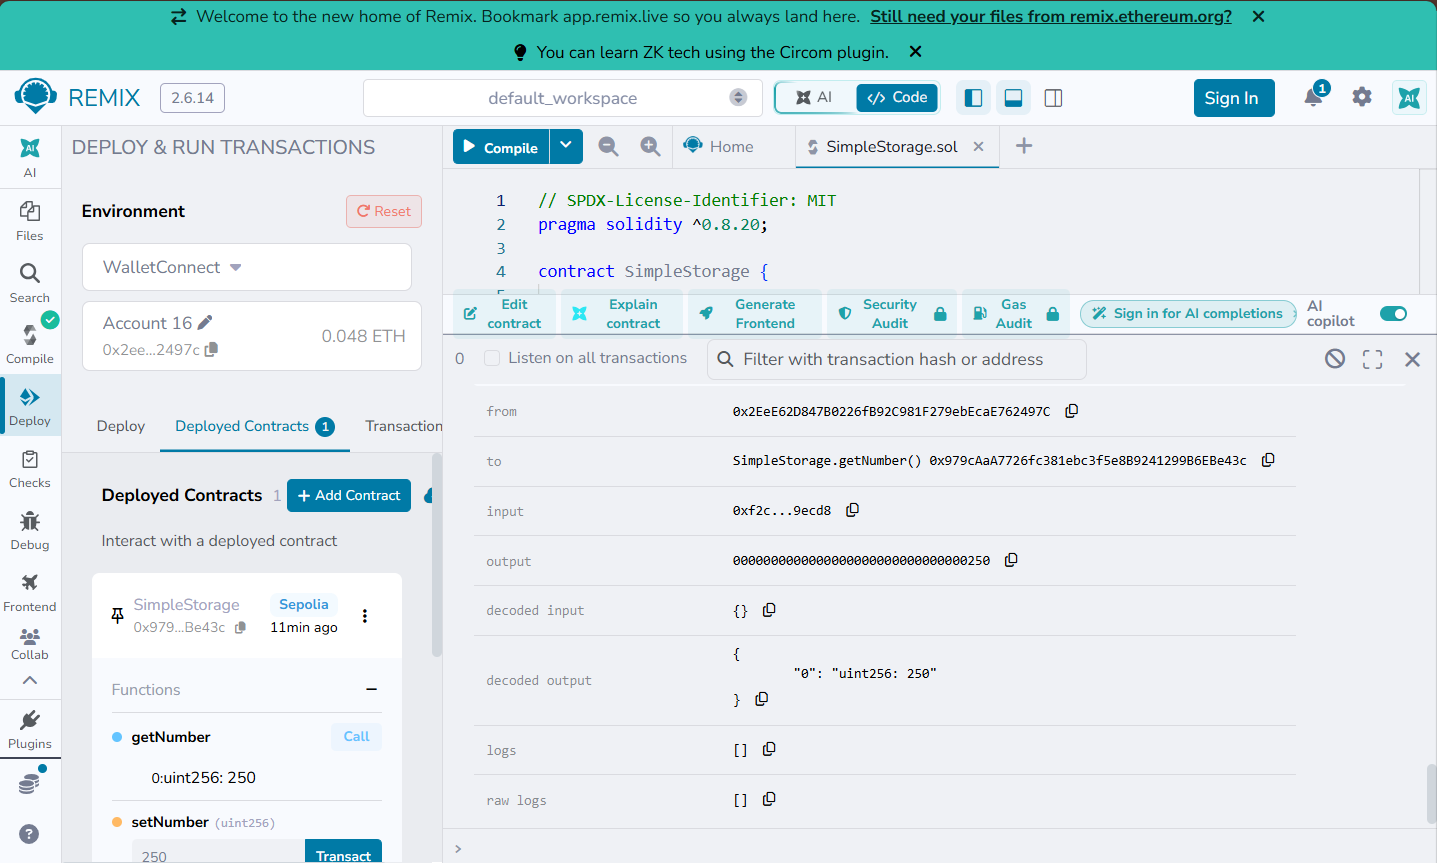 Welcome to the new home of Remix. Bookmark app.remix.live so you always land here. Still need your files from remix.ethereum.org?
You can learn ZK tech using the Circom plugin.
REMIX
2.6.14
default_workspace
AI
Code
Sign In
1
AI
AI
AI
Files
Search
Compile
Deploy
Checks
Debug
Frontend
Collab
Plugins
DEPLOY & RUN TRANSACTIONS
Environment
Reset
WalletConnect
Account 16
0x2ee...2497c
0.048 ETH
Deploy
Deployed Contracts 1
Transaction
Deployed Contracts 1
+ Add Contract
Interact with a deployed contract
SimpleStorage
Sepolia
0x979...Be43c
11min ago
Functions
getNumber
Call
0:uint256: 250
setNumber (uint256)
250
Transact
Compile
Home
SimpleStorage.sol
1 // SPDX-License-Identifier: MIT
2 pragma solidity ^0.8.20;
3
4 contract SimpleStorage {
Edit contract
Explain contract
Generate Frontend
Security Audit
Gas Audit
Sign in for AI completions
AI copilot
0
Listen on all transactions
Filter with transaction hash or address
from 0x2EeE62D847B0226fB92C981F279ebEcaE762497C
to SimpleStorage.getNumber() 0x979cAaA7726fc381ebc3f5e8B9241299B6EBe43c
input 0xf2c...9ecd8
output 00000000000000000000000000000000250
decoded input {}
decoded output {
"0": "uint256: 250"
}
logs []
raw logs []
>